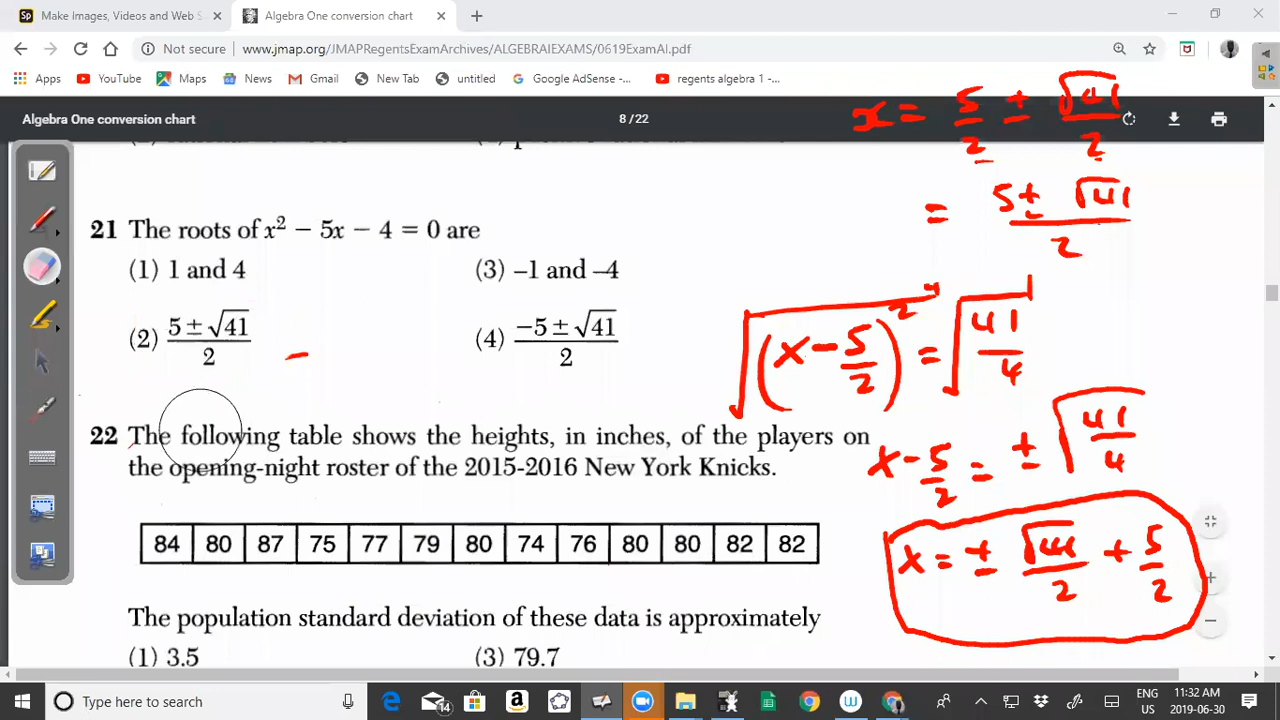 Make Images, Videos and Web S
Algebra One conversion chart
Not secure
www.jmap.org/JMAPRegentsExamArchives/ALGEBRAIEXAMS/0619ExamAI.pdf
Apps
YouTube
Maps
News
Gmail
New Tab
untitled
Google AdSense -...
regents algebra 1 -...
Algebra One conversion chart
8 / 22
x = 5/2 ± √41/2
= 5 ± √41 / 2
21 The roots of x² − 5x − 4 = 0 are
(1) 1 and 4
(3) –1 and –4
(2) 5 ± √41 / 2
(4) −5 ± √41 / 2
√(x − 5/2)² = √41/4
x − 5/2 = ± √41/4
x = ± √41/2 + 5/2
22 The following table shows the heights, in inches, of the players on
the opening-night roster of the 2015-2016 New York Knicks.
84 80 87 75 77 79 80 74 76 80 80 82 82
The population standard deviation of these data is approximately
(1) 3.5
(3) 79.7
Type here to search
14
ENG
US
11:32 AM
2019-06-30